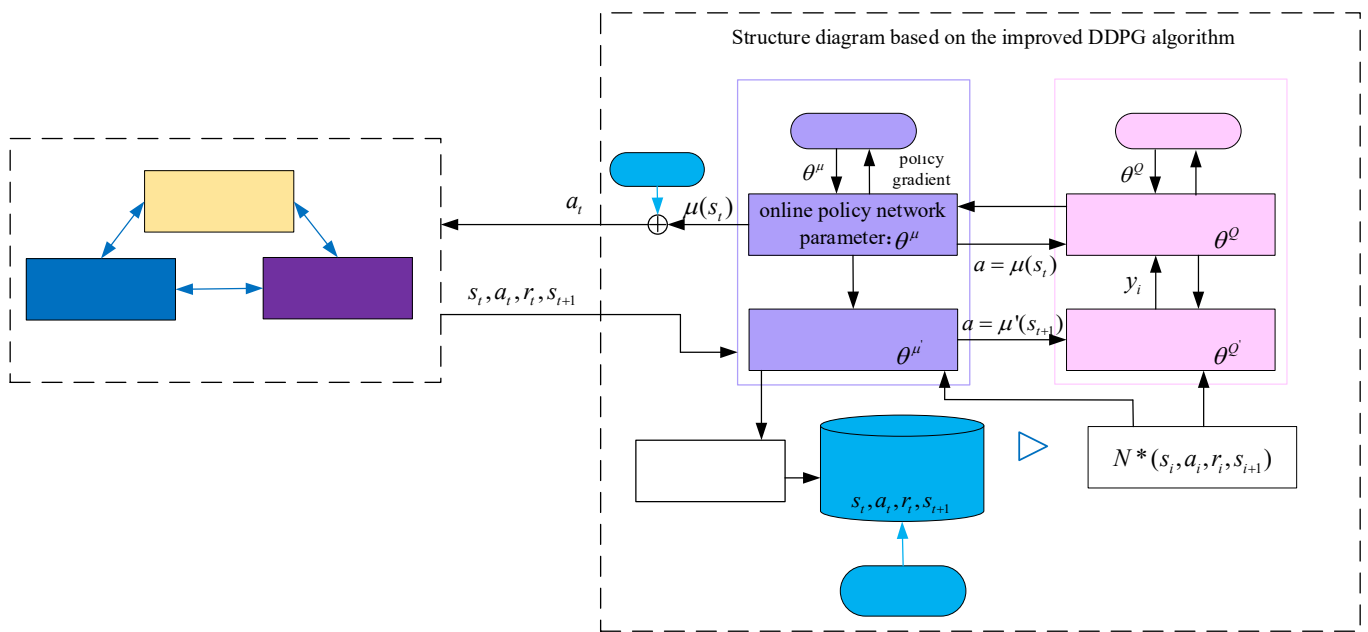 Structure diagram based on the improved DDPG algorithm
θ^μ
policy
gradient
θ^Q
a_t
μ(s_t)
online policy network
parameter: θ^μ
θ^Q
a = μ(s_t)
y_i
s_t, a_t, r_t, s_{t+1}
a = μ'(s_{t+1})
θ^{μ'}
θ^{Q'}
N * (s_i, a_i, r_i, s_{i+1})
s_t, a_t, r_t, s_{t+1}